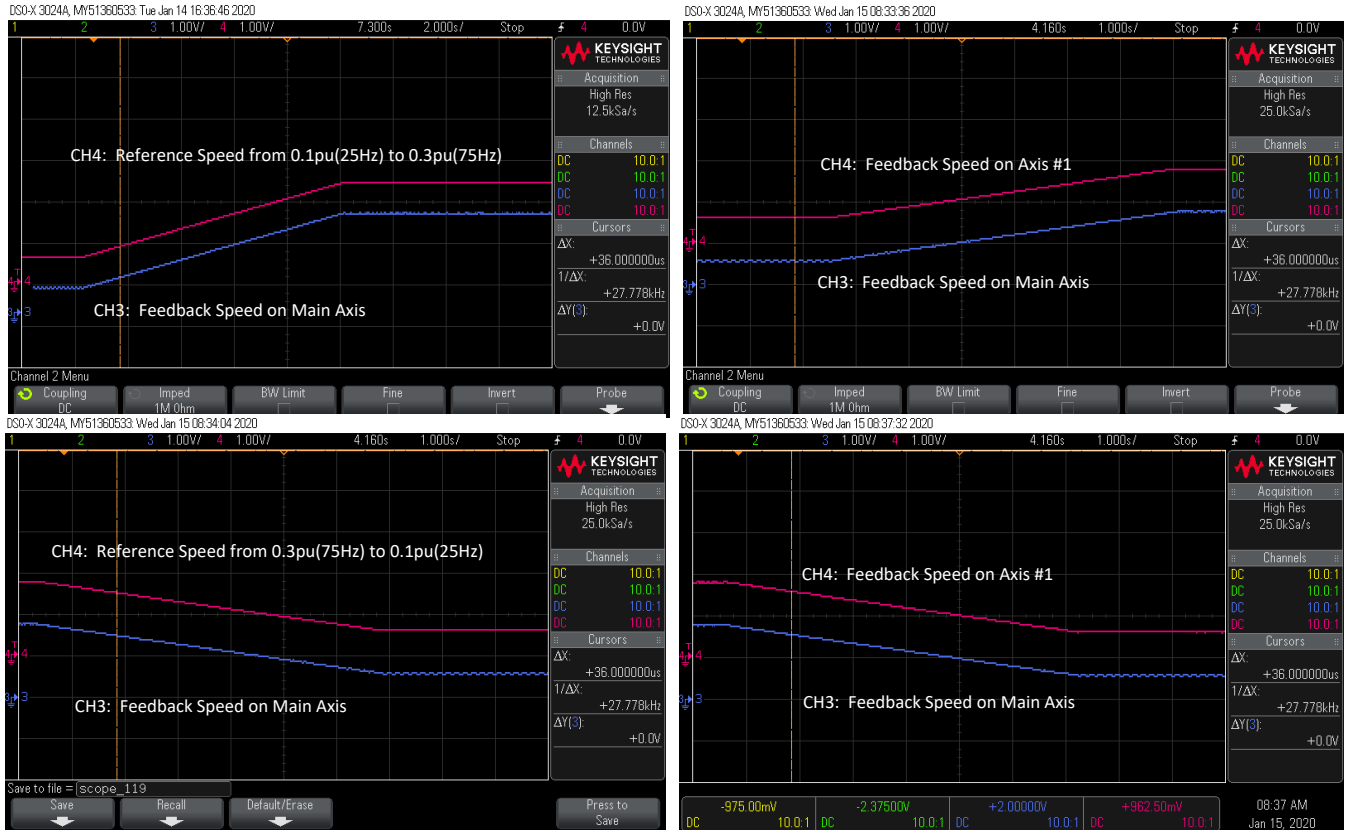 DSO-X 3024A, MY51360533: Tue Jan 14 16:36:46 2020
1 2 3 1.00V/ 4 1.00V/ 7.300s 2.000s/ Stop 4 0.0V
KEYSIGHT
TECHNOLOGIES
Acquisition
High Res
12.5kSa/s
Channels
DC 10.0:1
DC 10.0:1
DC 10.0:1
DC 10.0:1
Cursors
ΔX:
+36.000000us
1/ΔX:
+27.778kHz
ΔY(3):
+0.0V
CH4: Reference Speed from 0.1pu(25Hz) to 0.3pu(75Hz)
T
4 4
CH3: Feedback Speed on Main Axis
3 3
Channel 2 Menu
Coupling Imped BW Limit Fine Invert Probe
DC 1M Ohm
DSO-X 3024A, MY51360533: Wed Jan 15 08:33:36 2020
1 2 3 1.00V/ 4 1.00V/ 4.160s 1.000s/ Stop 4 0.0V
KEYSIGHT
TECHNOLOGIES
Acquisition
High Res
25.0kSa/s
Channels
DC 10.0:1
DC 10.0:1
DC 10.0:1
DC 10.0:1
Cursors
ΔX:
+36.000000us
1/ΔX:
+27.778kHz
ΔY(3):
+0.0V
CH4: Feedback Speed on Axis #1
T
4 4
CH3: Feedback Speed on Main Axis
3 3
Channel 2 Menu
Coupling Imped BW Limit Fine Invert Probe
DC 1M Ohm
DSO-X 3024A, MY51360533: Wed Jan 15 08:34:04 2020
1 2 3 1.00V/ 4 1.00V/ 4.160s 1.000s/ Stop 4 0.0V
KEYSIGHT
TECHNOLOGIES
Acquisition
High Res
25.0kSa/s
Channels
DC 10.0:1
DC 10.0:1
DC 10.0:1
DC 10.0:1
Cursors
ΔX:
+36.000000us
1/ΔX:
+27.778kHz
ΔY(3):
+0.0V
CH4: Reference Speed from 0.3pu(75Hz) to 0.1pu(25Hz)
T
4 4
CH3: Feedback Speed on Main Axis
3 3
Save to file = scope_119
Save Recall Default/Erase Press to
Save
DSO-X 3024A, MY51360533: Wed Jan 15 08:37:32 2020
1 2 3 1.00V/ 4 1.00V/ 4.160s 1.000s/ Stop 4 0.0V
KEYSIGHT
TECHNOLOGIES
Acquisition
High Res
25.0kSa/s
Channels
DC 10.0:1
DC 10.0:1
DC 10.0:1
DC 10.0:1
Cursors
ΔX:
+36.000000us
1/ΔX:
+27.778kHz
ΔY(3):
+0.0V
CH4: Feedback Speed on Axis #1
T
4 4
CH3: Feedback Speed on Main Axis
3 3
-975.00mV -2.37500V +2.00000V +962.50mV 08:37 AM
DC 10.0:1 DC 10.0:1 DC 10.0:1 DC 10.0:1 Jan 15, 2020